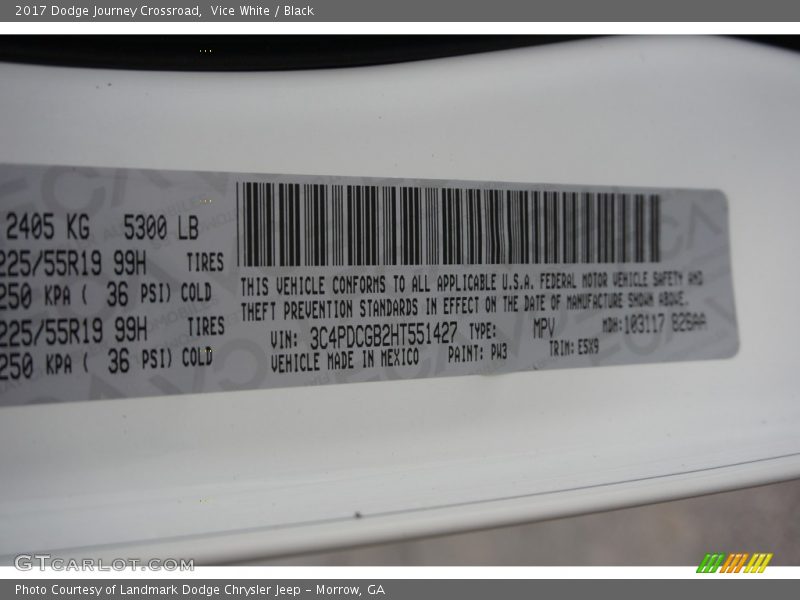 2017 Dodge Journey Crossroad, Vice White / Black
2405 KG 5300 LB
225/55R19 99H TIRES
250 KPA ( 36 PSI) COLD
225/55R19 99H TIRES
250 KPA ( 36 PSI) COLD
THIS VEHICLE CONFORMS TO ALL APPLICABLE U.S.A. FEDERAL MOTOR VEHICLE SAFETY AND
THEFT PREVENTION STANDARDS IN EFFECT ON THE DATE OF MANUFACTURE SHOWN ABOVE.
VIN: 3C4PDCGB2HT551427 TYPE: MPV MDH:103117 826AA
VEHICLE MADE IN MEXICO PAINT: PW3 TRIM: E5X9
GTCARLOT.COM
Photo Courtesy of Landmark Dodge Chrysler Jeep – Morrow, GA